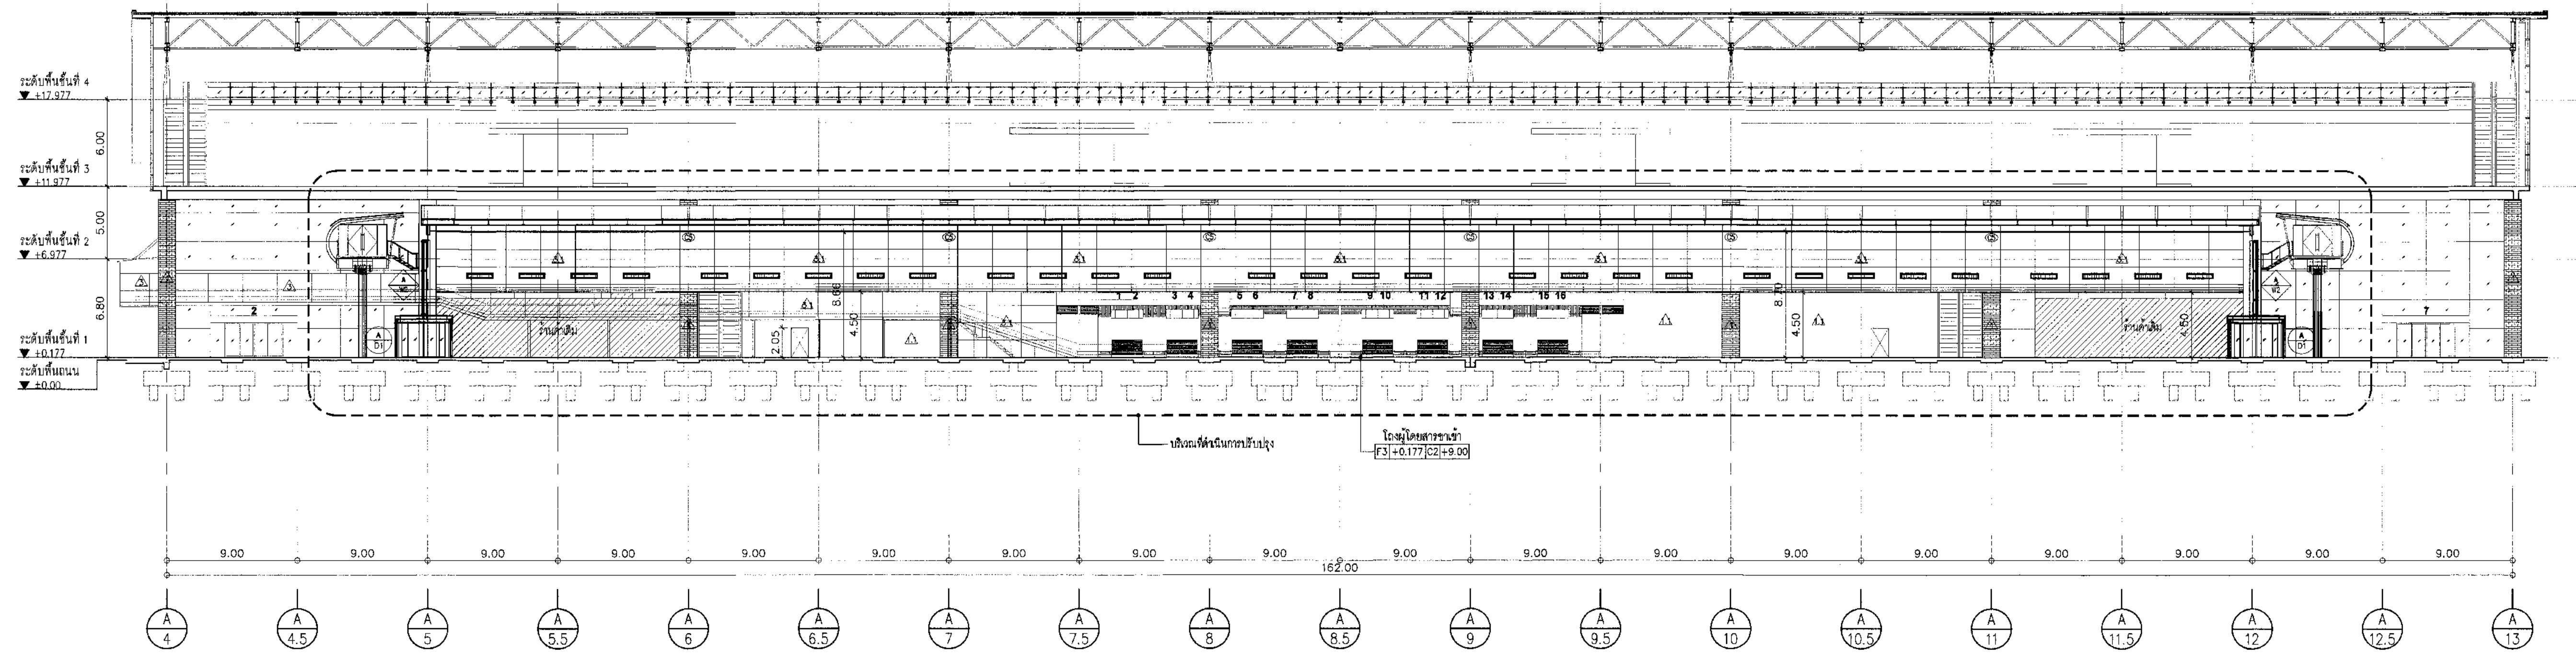 ระดับพื้นชั้นที่ 4
+17.977
6.00
ระดับพื้นชั้นที่ 3
+11.977
5.00
ระดับพื้นชั้นที่ 2
+6.977
6.80
ระดับพื้นชั้นที่ 1
+0.177
ระดับพื้นถนน
±0.00
2
A
D1
ร้านค้าเดิม
2.05
8.66
4.50
1 2 3 4 5 6 7 8 9 10 11 12 13 14 15 16
8.70
4.50
ร้านค้าเดิม
4.50
A
W2
A
D1
7
บริเวณที่ดำเนินการปรับปรุง
โถงผู้โดยสารขาเข้า
F3 +0.177 C2 +9.00
9.00 9.00 9.00 9.00 9.00 9.00 9.00 9.00 9.00 9.00 9.00 9.00 9.00 9.00 9.00 9.00 9.00 9.00
162.00
A A A A A A A A A A A A A A A A A A A
4 4.5 5 5.5 6 6.5 7 7.5 8 8.5 9 9.5 10 10.5 11 11.5 12 12.5 13